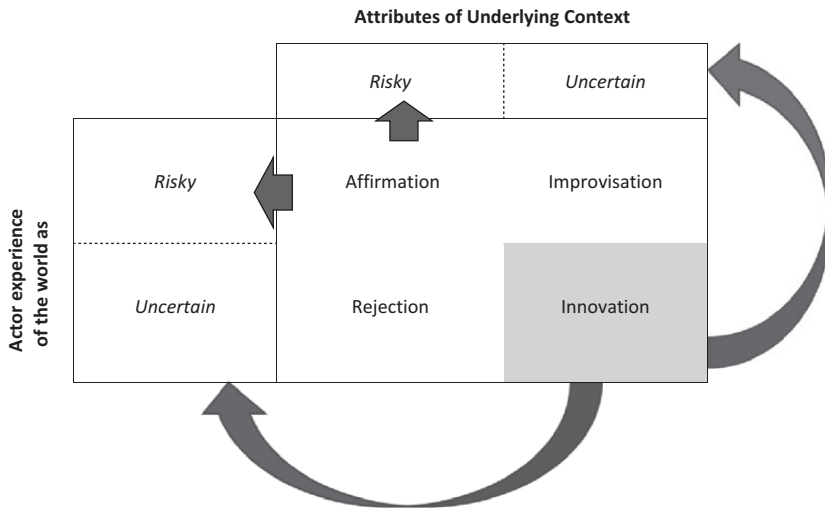 Attributes of Underlying Context
Risky
Uncertain
Risky
Affirmation
Improvisation
Actor experience
of the world as
Uncertain
Rejection
Innovation